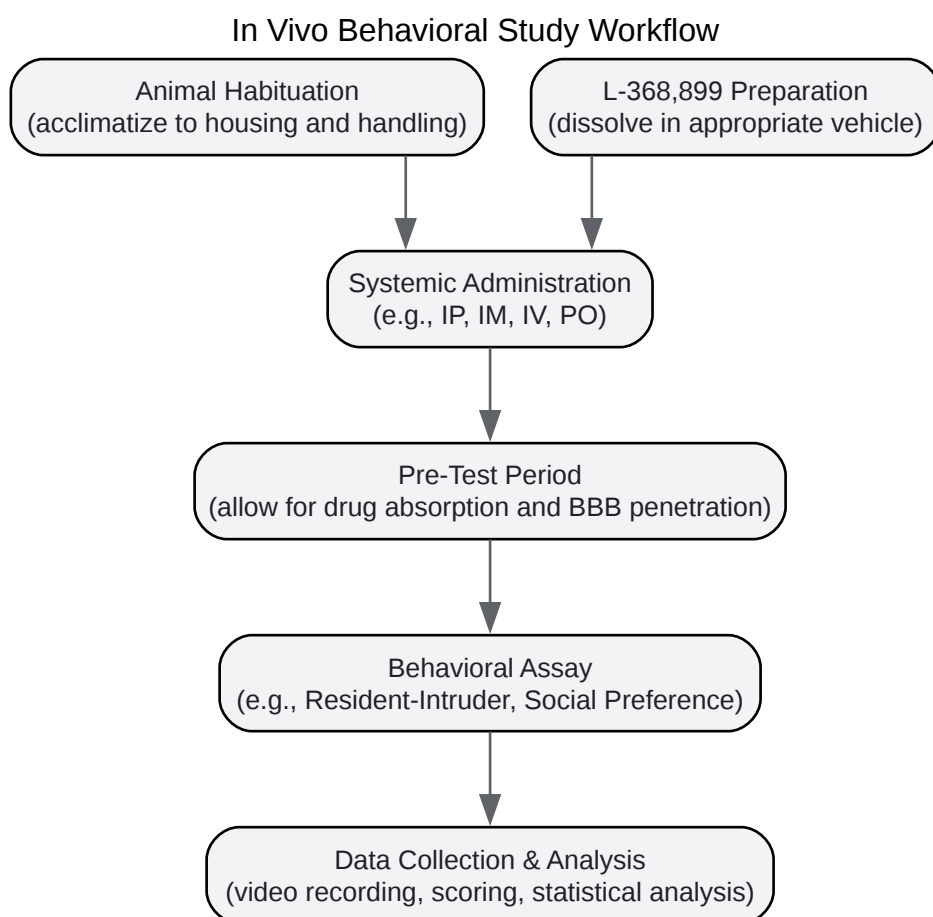 In Vivo Behavioral Study Workflow
Animal Habituation
(acclimatize to housing and handling)
L-368,899 Preparation
(dissolve in appropriate vehicle)
Systemic Administration
(e.g., IP, IM, IV, PO)
Pre-Test Period
(allow for drug absorption and BBB penetration)
Behavioral Assay
(e.g., Resident-Intruder, Social Preference)
Data Collection & Analysis
(video recording, scoring, statistical analysis)